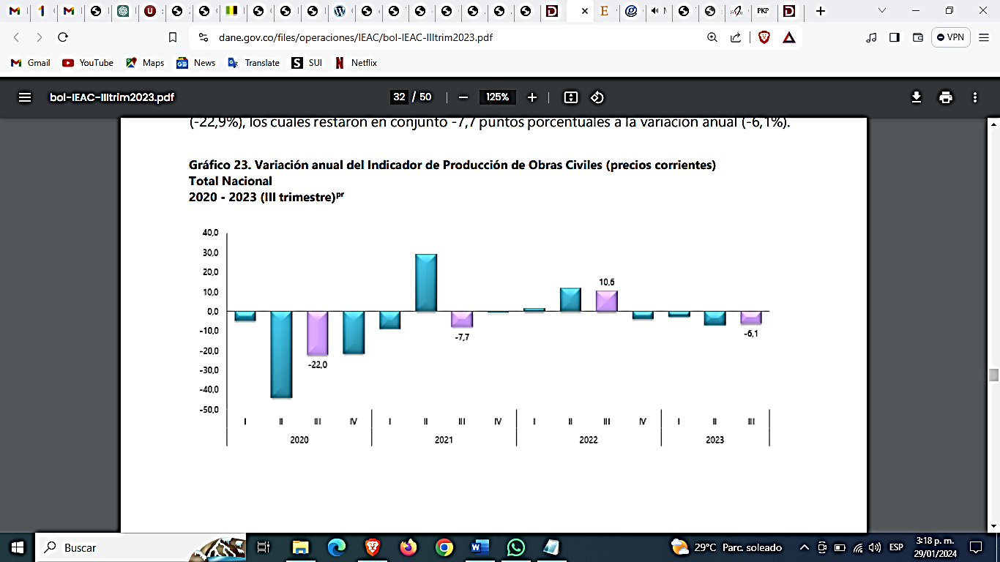 dane.gov.co/files/operaciones/IEAC/bol-IEAC-IIItrim2023.pdf
VPN
Gmail
YouTube
Maps
News
Translate
SUI
Netflix
bol-IEAC-IIItrim2023.pdf
32 / 50
125%
(-22,9%), los cuales restaron en conjunto -7,7 puntos porcentuales a la variación anual (-6,1%).
Gráfico 23. Variación anual del Indicador de Producción de Obras Civiles (precios corrientes)
Total Nacional
2020 - 2023 (III trimestre)pr
40,0
30,0
20,0
10,0
0,0
-10,0
-20,0
-30,0
-40,0
-50,0
-22,0
-7,7
10,6
-6,1
I II III IV I II III IV I II III IV I II III
2020 2021 2022 2023
Buscar
29°C Parc. soleado
ESP
3:18 p. m.
29/01/2024